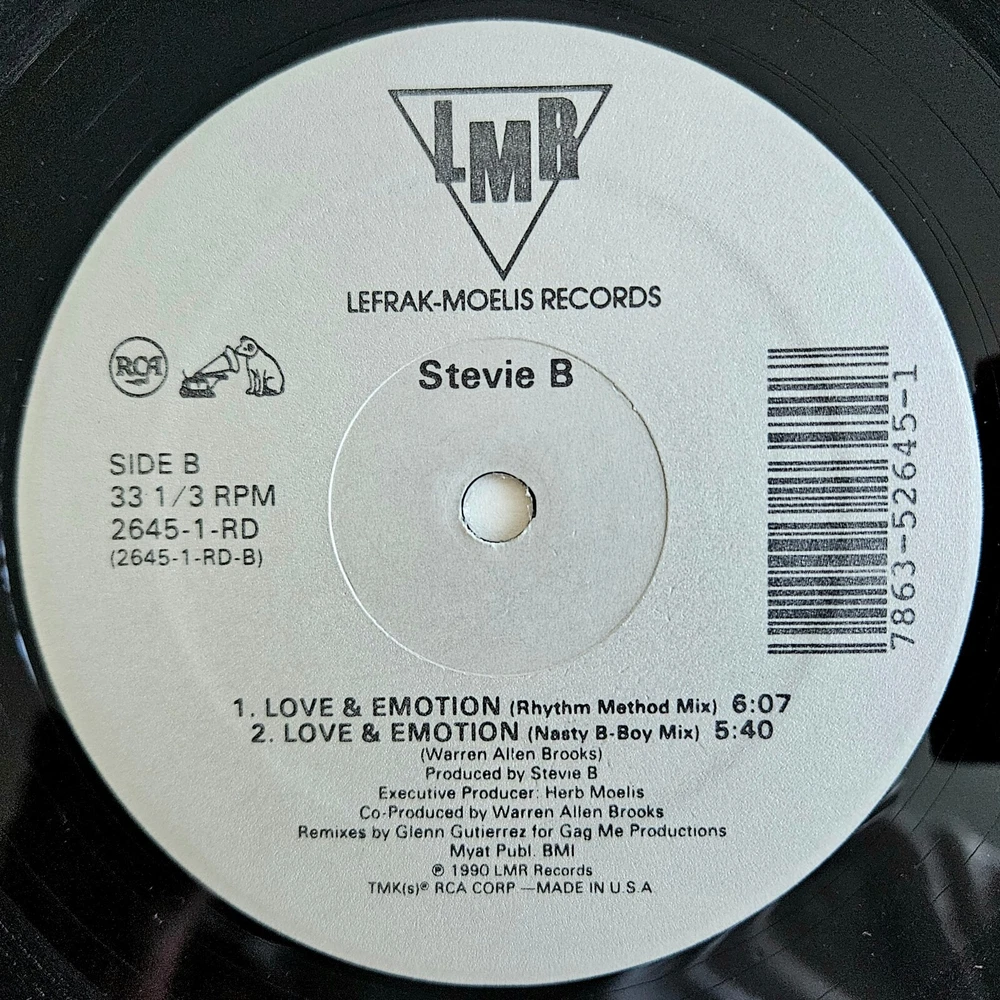 LMR
LEFRAK-MOELIS RECORDS
RCA
Stevie B
SIDE B
33 1/3 RPM
2645-1-RD
(2645-1-RD-B)
7863-52645-1
1. LOVE & EMOTION (Rhythm Method Mix) 6:07
2. LOVE & EMOTION (Nasty B-Boy Mix) 5:40
(Warren Allen Brooks)
Produced by Stevie B
Executive Producer: Herb Moelis
Co-Produced by Warren Allen Brooks
Remixes by Glenn Gutierrez for Gag Me Productions
Myat Publ. BMI
℗ 1990 LMR Records
TMK(s)® RCA CORP —MADE IN U.S.A